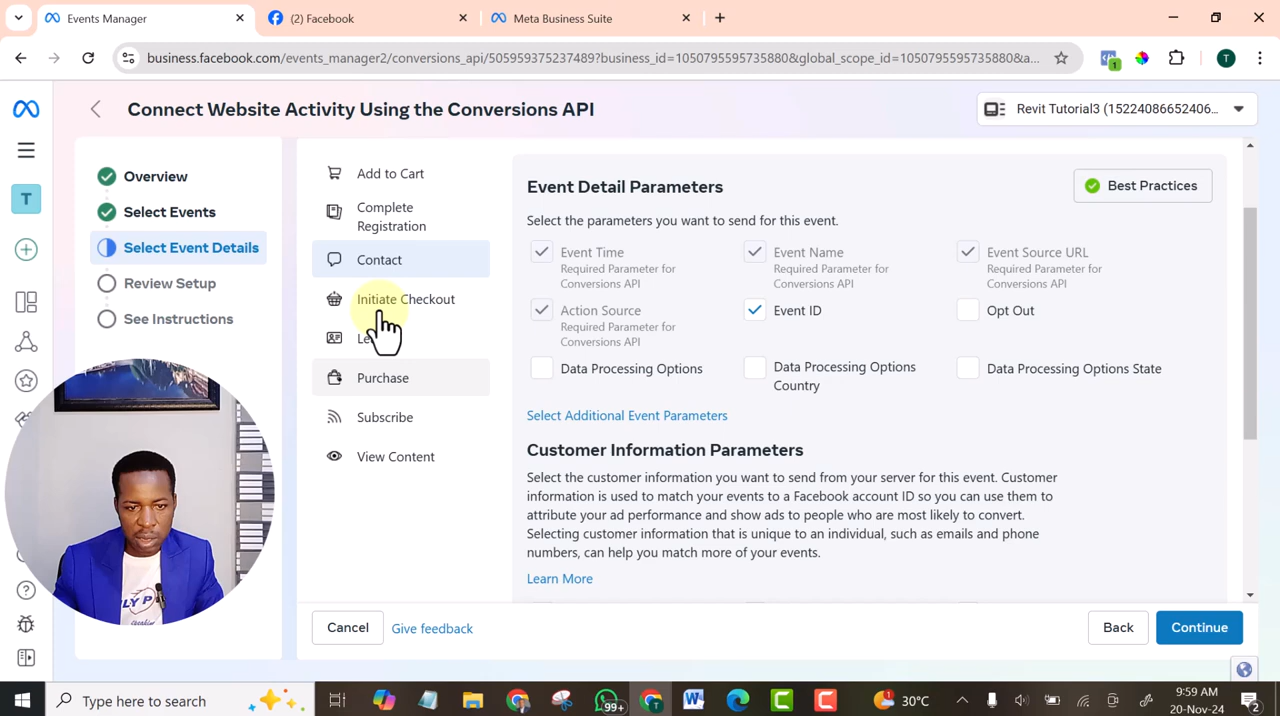 Events Manager
(2) Facebook
Meta Business Suite
business.facebook.com/events_manager2/conversions_api/505959375237489?business_id=1050795595735880&global_scope_id=1050795595735880&a...
1
T
Connect Website Activity Using the Conversions API
Revit Tutorial3 (15224086652406...
T
Overview
Select Events
Select Event Details
Review Setup
See Instructions
Add to Cart
Complete
Registration
Contact
Initiate Checkout
Purchase
Subscribe
View Content
Event Detail Parameters
Best Practices
Select the parameters you want to send for this event.
Event Time
Required Parameter for
Conversions API
Event Name
Required Parameter for
Conversions API
Event Source URL
Required Parameter for
Conversions API
Action Source
Required Parameter for
Conversions API
Event ID
Opt Out
Data Processing Options
Data Processing Options
Country
Data Processing Options State
Select Additional Event Parameters
Customer Information Parameters
Select the customer information you want to send from your server for this event. Customer
information is used to match your events to a Facebook account ID so you can use them to
attribute your ad performance and show ads to people who are most likely to convert.
Selecting customer information that is unique to an individual, such as emails and phone
numbers, can help you match more of your events.
Learn More
Cancel
Give feedback
Back
Continue
Type here to search
99+
1
30°C
9:59 AM
20-Nov-24
2